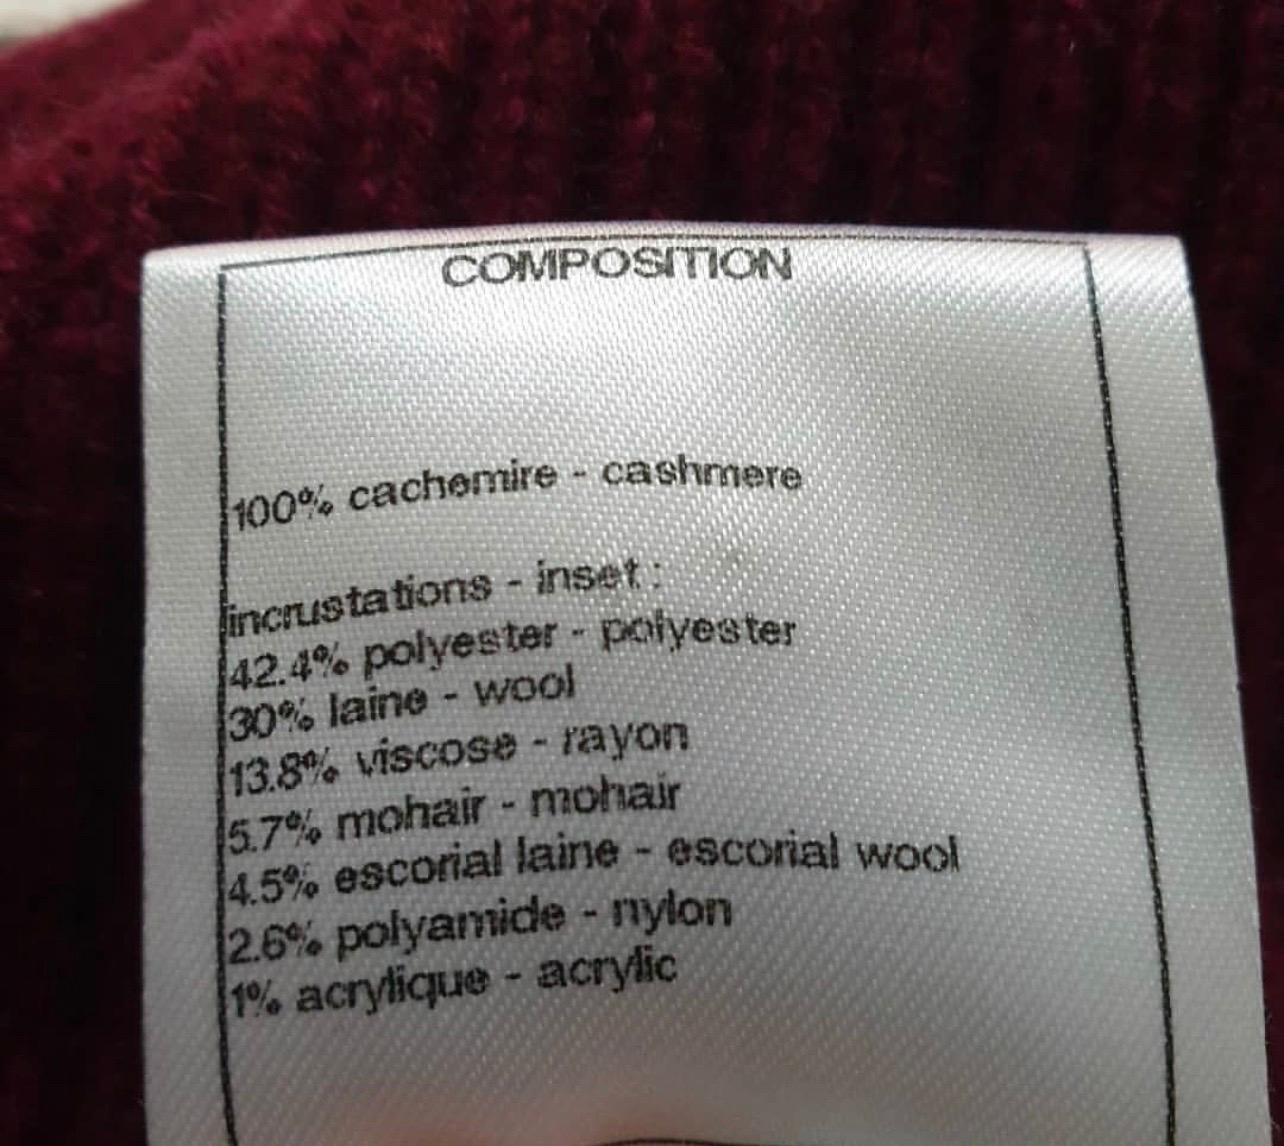 COMPOSITION
100% cachemire - cashmere
incrustations - inset :
42.4% polyester - polyester
30% laine - wool
13.8% viscose - rayon
5.7% mohair - mohair
4.5% escorial laine - escorial wool
2.6% polyamide - nylon
1% acrylique - acrylic